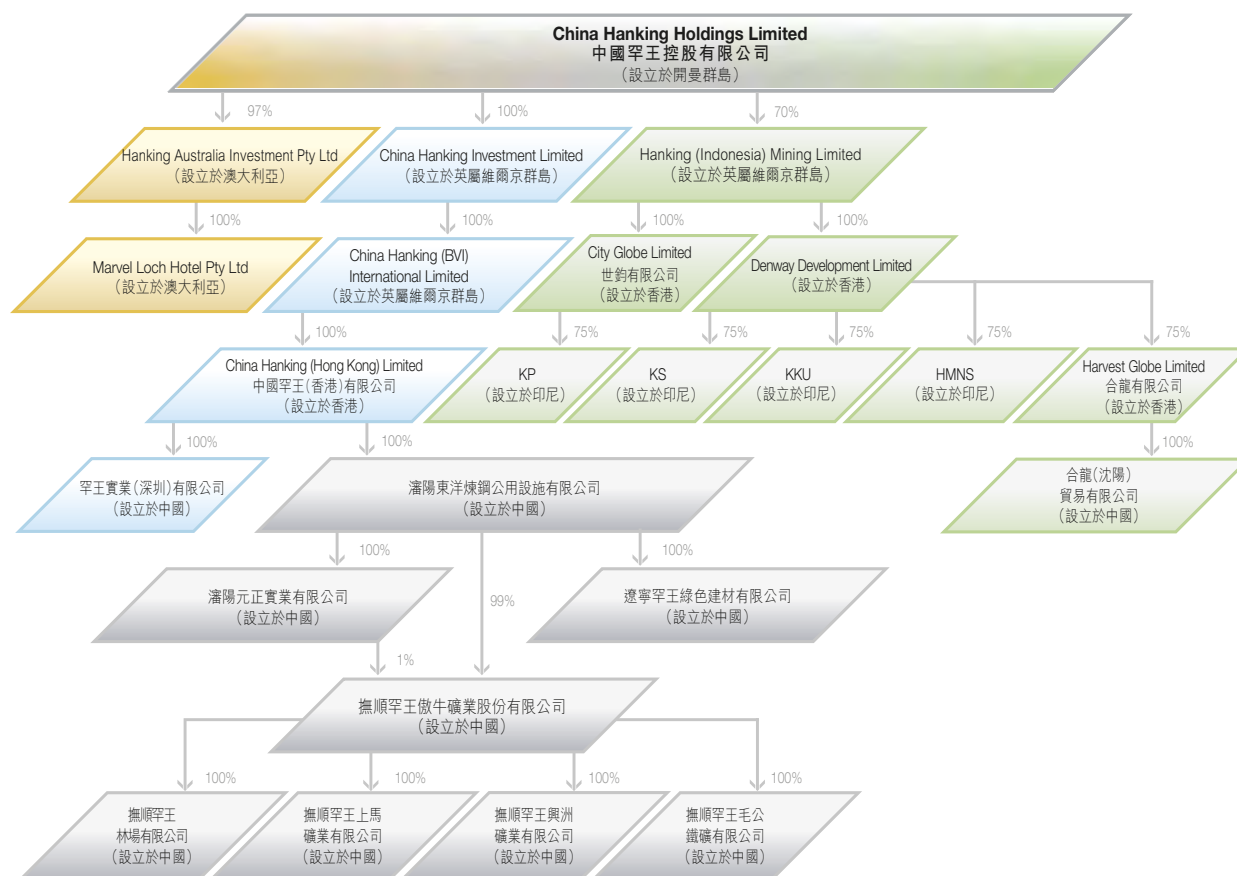 China Hanking Holdings Limited
中國罕王控股有限公司
（設立於開曼群島）
97%
100%
70%
Hanking Australia Investment Pty Ltd
（設立於澳大利亞）
China Hanking Investment Limited
（設立於英屬維爾京群島）
Hanking (Indonesia) Mining Limited
（設立於英屬維爾京群島）
100%
100%
100%
100%
Marvel Loch Hotel Pty Ltd
（設立於澳大利亞）
China Hanking (BVI)
International Limited
（設立於英屬維爾京群島）
City Globe Limited
世鈞有限公司
（設立於香港）
Denway Development Limited
（設立於香港）
100%
75%
75%
75%
75%
75%
China Hanking (Hong Kong) Limited
中國罕王（香港）有限公司
（設立於香港）
KP
（設立於印尼）
KS
（設立於印尼）
KKU
（設立於印尼）
HMNS
（設立於印尼）
Harvest Globe Limited
合龍有限公司
（設立於香港）
100%
100%
100%
罕王實業（深圳）有限公司
（設立於中國）
瀋陽東洋煉鋼公用設施有限公司
（設立於中國）
合龍（沈陽）
貿易有限公司
（設立於中國）
100%
99%
100%
瀋陽元正實業有限公司
（設立於中國）
遼寧罕王綠色建材有限公司
（設立於中國）
1%
撫順罕王傲牛礦業股份有限公司
（設立於中國）
100%
100%
100%
100%
撫順罕王
林場有限公司
（設立於中國）
撫順罕王上馬
礦業有限公司
（設立於中國）
撫順罕王興洲
礦業有限公司
（設立於中國）
撫順罕王毛公
鐵礦有限公司
（設立於中國）